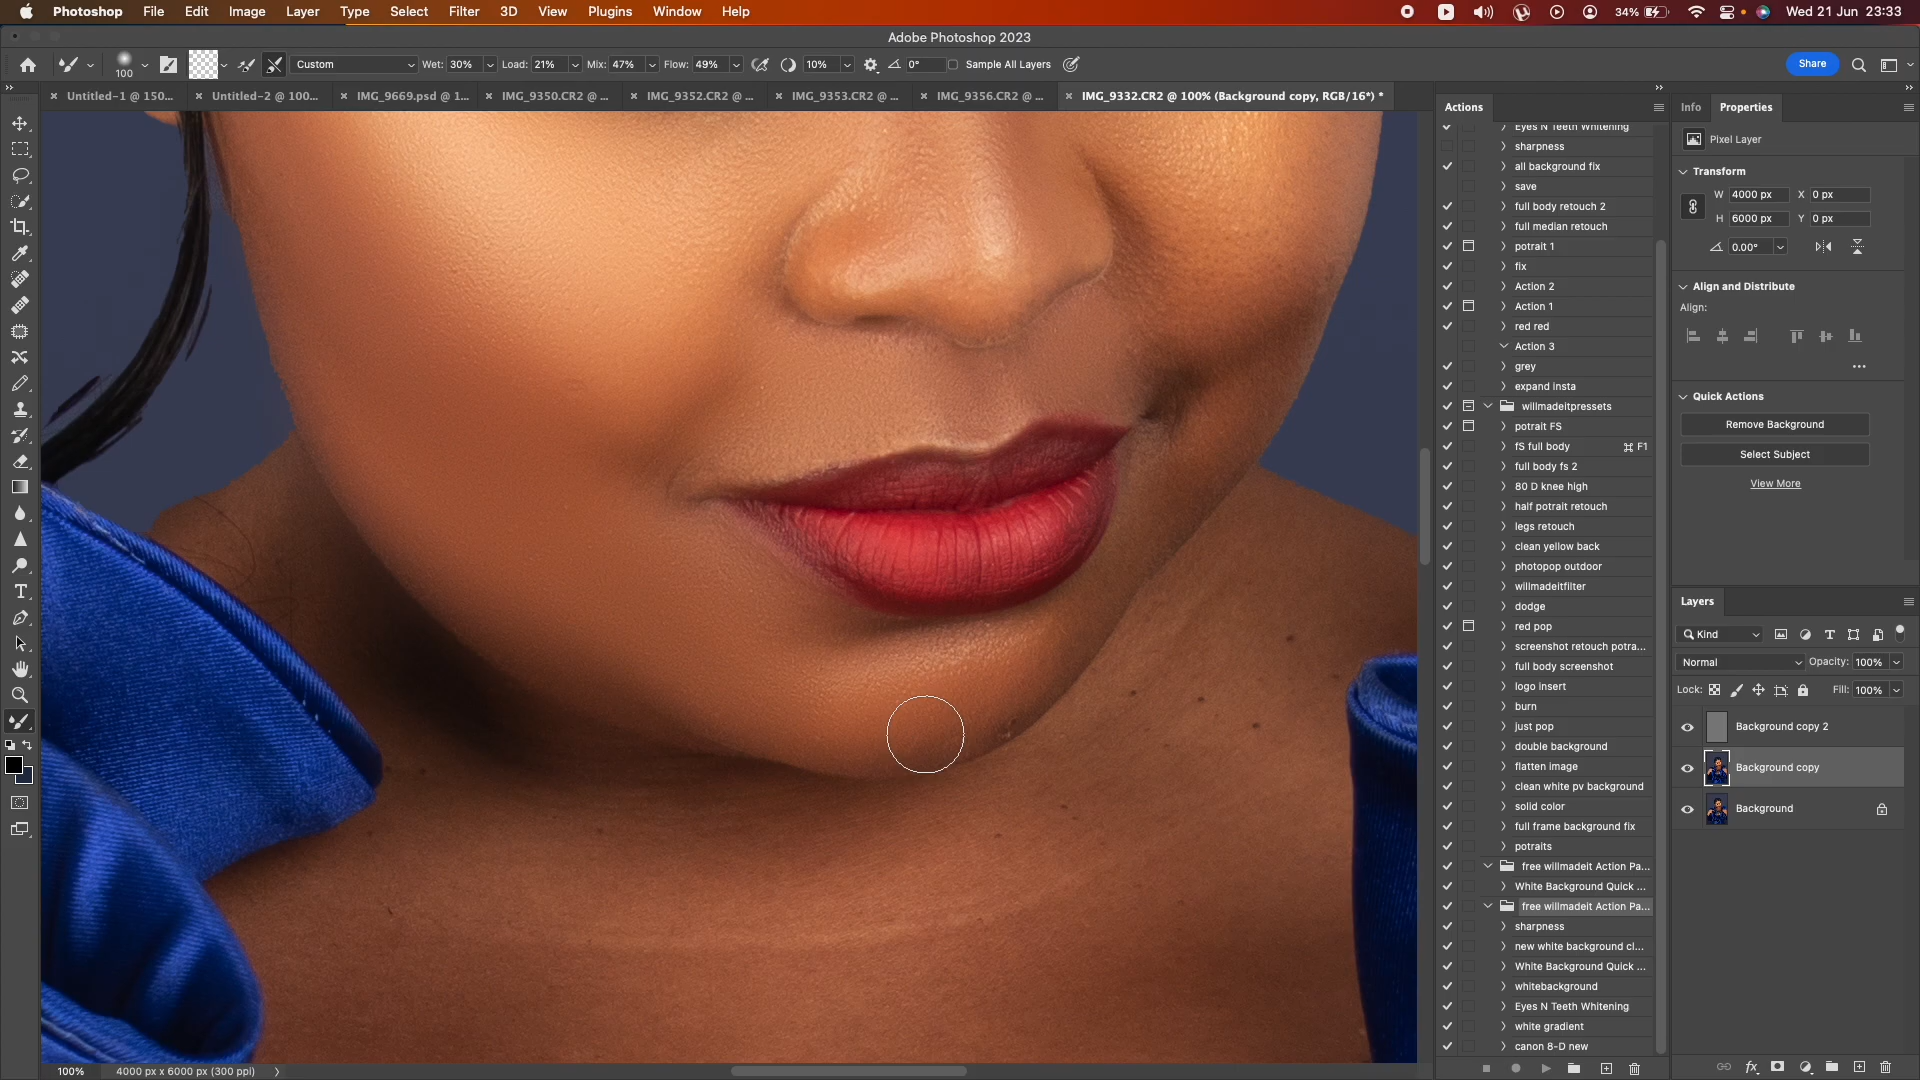 Photoshop File Edit Image Layer Type Select Filter 3D View Plugins Window Help 34% Wed 21 Jun 23:33
Adobe Photoshop 2023
100 Custom Wet: 30% Load: 21% Mix: 47% Flow: 49% 10% 0° Sample All Layers Share
Untitled-1 @ 150... Untitled-2 @ 100... IMG_9669.psd @ 1... IMG_9350.CR2 @ ... IMG_9352.CR2 @ ... IMG_9353.CR2 @ ... IMG_9356.CR2 @ ... IMG_9332.CR2 @ 100% (Background copy, RGB/16*) *
Actions
Eyes N Teeth Whitening
sharpness
all background fix
save
full body retouch 2
full median retouch
potrait 1
fix
Action 2
Action 1
red red
Action 3
grey
expand insta
willmadeitpressets
potrait FS
fS full body ⌘ F1
full body fs 2
80 D knee high
half potrait retouch
legs retouch
clean yellow back
photopop outdoor
willmadeitfilter
dodge
red pop
screenshot retouch potra...
full body screenshot
logo insert
burn
just pop
double background
flatten image
clean white pv background
solid color
full frame background fix
potraits
free willmadeit Action Pa...
White Background Quick ...
free willmadeit Action Pa...
sharpness
new white background cl...
White Background Quick ...
whitebackground
Eyes N Teeth Whitening
white gradient
canon 8-D new
Info Properties
Pixel Layer
Transform
W 4000 px X 0 px
H 6000 px Y 0 px
0.00°
Align and Distribute
Align:
Quick Actions
Remove Background
Select Subject
View More
Layers
Kind
Normal Opacity: 100%
Lock: Fill: 100%
Background copy 2
Background copy
Background
100% 4000 px x 6000 px (300 ppi)